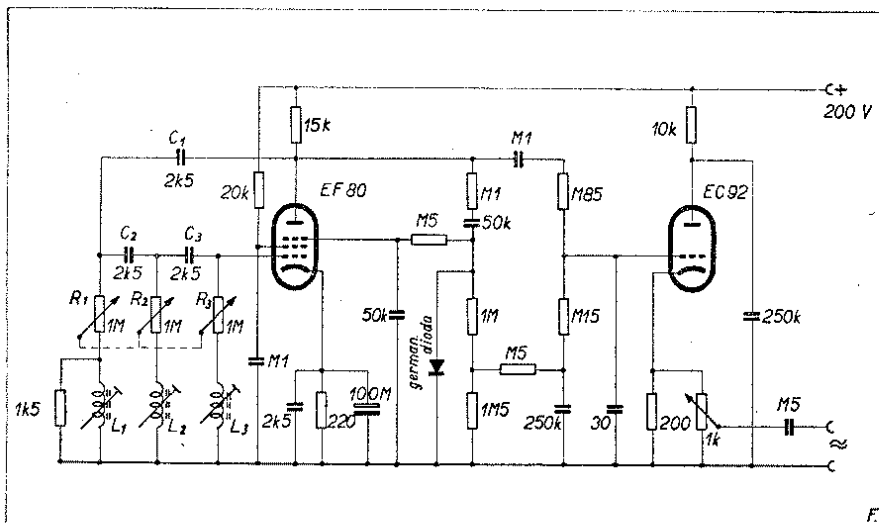 C+
200 V
15k
10k
C1
2k5
M1
20k
EF 80
M1
50k
M85
EC92
M5
C2
2k5
C3
2k5
R1
1M
R2
1M
R3
1M
50k
1M
M15
250k
german. dioda
M1
M5
1k5
L1
L2
L3
2k5
220
100M
1M5
250k
30
200
1k
M5
≈